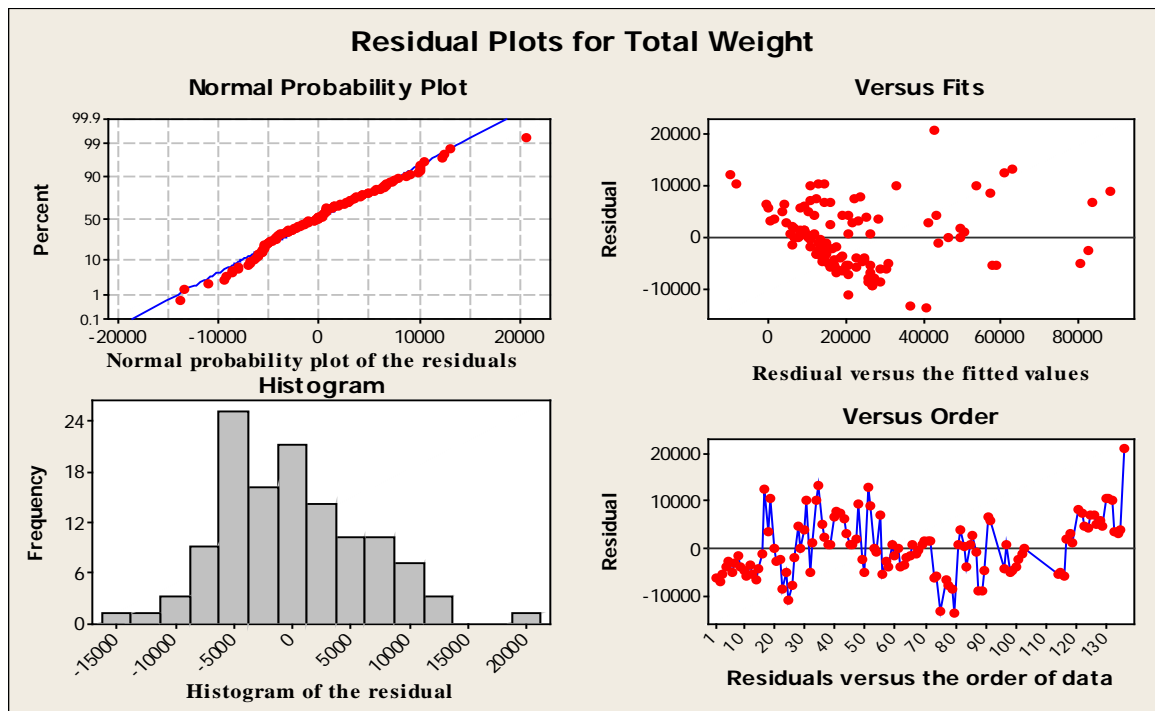 Residual Plots for Total Weight
Normal Probability Plot
Percent
99.9
99
90
50
10
1
0.1
-20000 -10000 0 10000 20000
Normal probability plot of the residuals
Versus Fits
Residual
20000
10000
0
-10000
0 20000 40000 60000 80000
Resdiual versus the fitted values
Histogram
Frequency
24
18
12
6
0
-15000 -10000 -5000 0 5000 10000 15000 20000
Histogram of the residual
Versus Order
Residual
20000
10000
0
-10000
1 10 20 30 40 50 60 70 80 90 100 110 120 130
Residuals versus the order of data